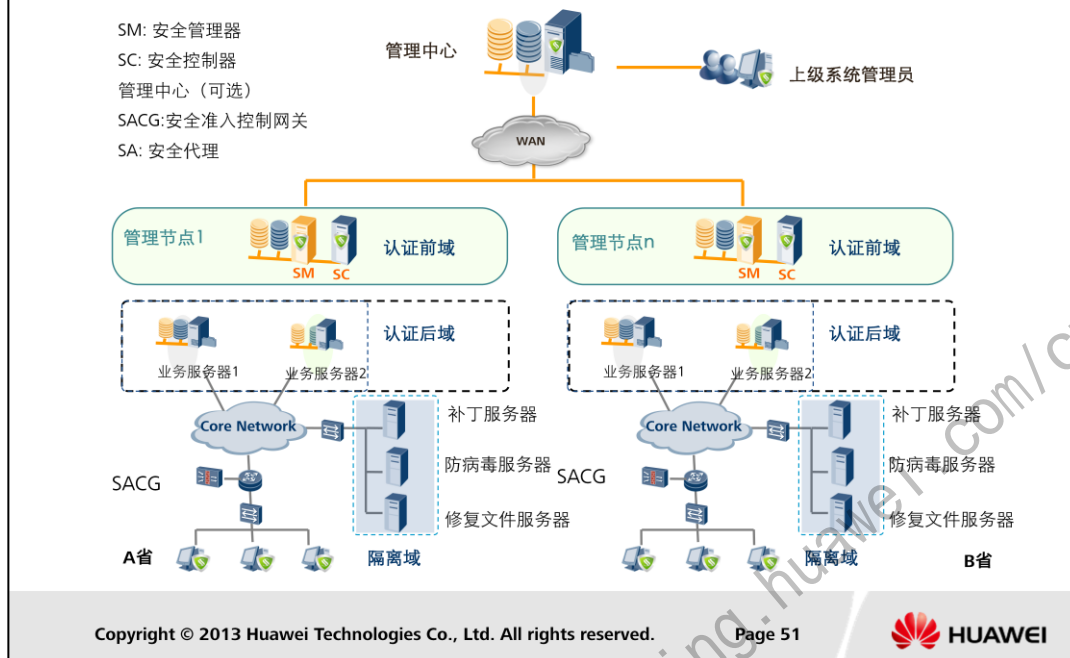 SM: 安全管理器
SC: 安全控制器
管理中心（可选）
SACG:安全准入控制网关
SA: 安全代理
管理中心
上级系统管理员
WAN
管理节点1
认证前域
SM
SC
管理节点n
认证前域
SM
SC
认证后域
业务服务器1
业务服务器2
认证后域
业务服务器1
业务服务器2
Core Network
补丁服务器
防病毒服务器
修复文件服务器
SACG
A省
隔离域
Core Network
补丁服务器
防病毒服务器
修复文件服务器
SACG
隔离域
B省
ing.huawei.com/c
Copyright © 2013 Huawei Technologies Co., Ltd. All rights reserved.
Page 51
HUAWEI